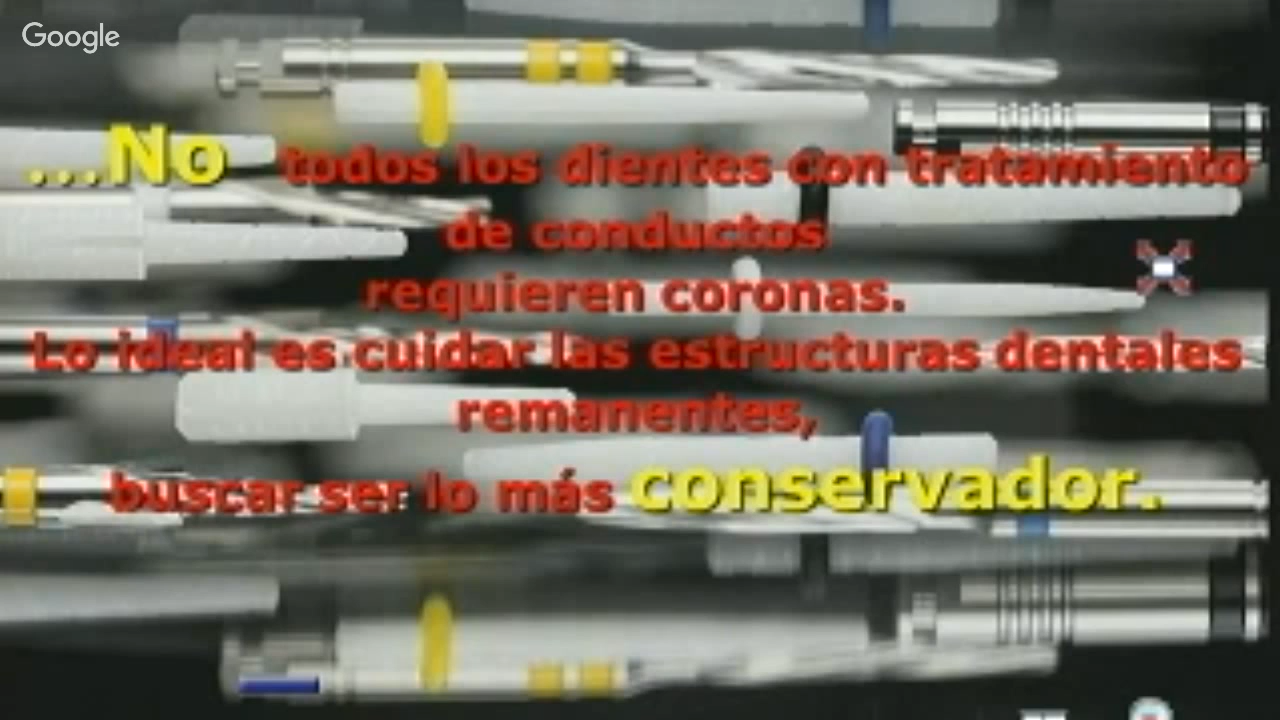 Google
...No todos los dientes con tratamiento
de conductos
requieren coronas.
Lo ideal es cuidar las estructuras dentales
remanentes,
buscar ser lo más conservador.